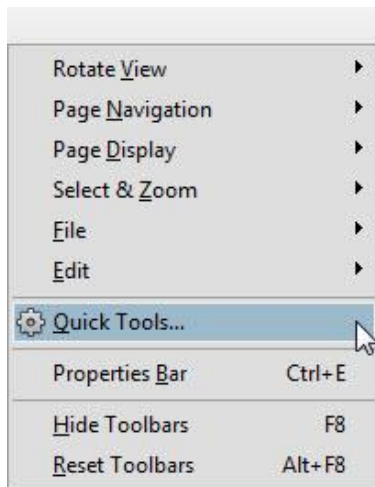 Rotate View
Page Navigation
Page Display
Select & Zoom
File
Edit
Quick Tools...
Properties Bar Ctrl+E
Hide Toolbars F8
Reset Toolbars Alt+F8